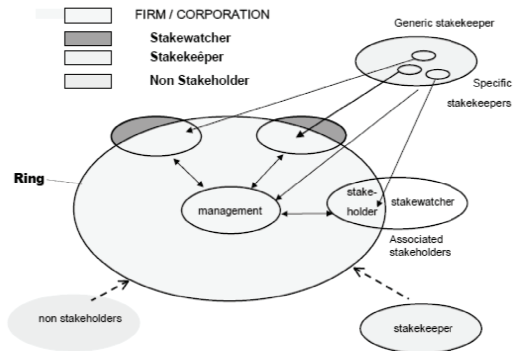 FIRM / CORPORATION
Stakewatcher
Stakekeêper
Non Stakeholder
Generic stakekeeper
Specific
stakekeepers
Ring
management
stake-
holder
stakewatcher
Associated
stakeholders
non stakeholders
stakekeeper